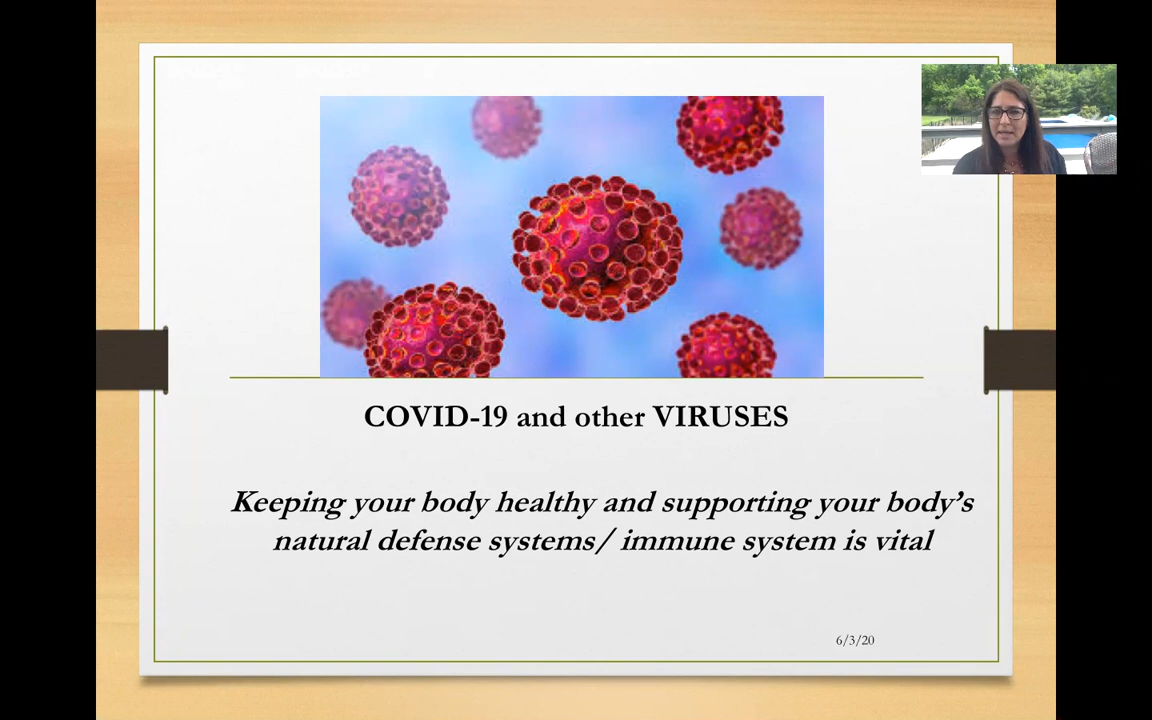 COVID-19 and other VIRUSES
Keeping your body healthy and supporting your body’s
natural defense systems/ immune system is vital
6/3/20